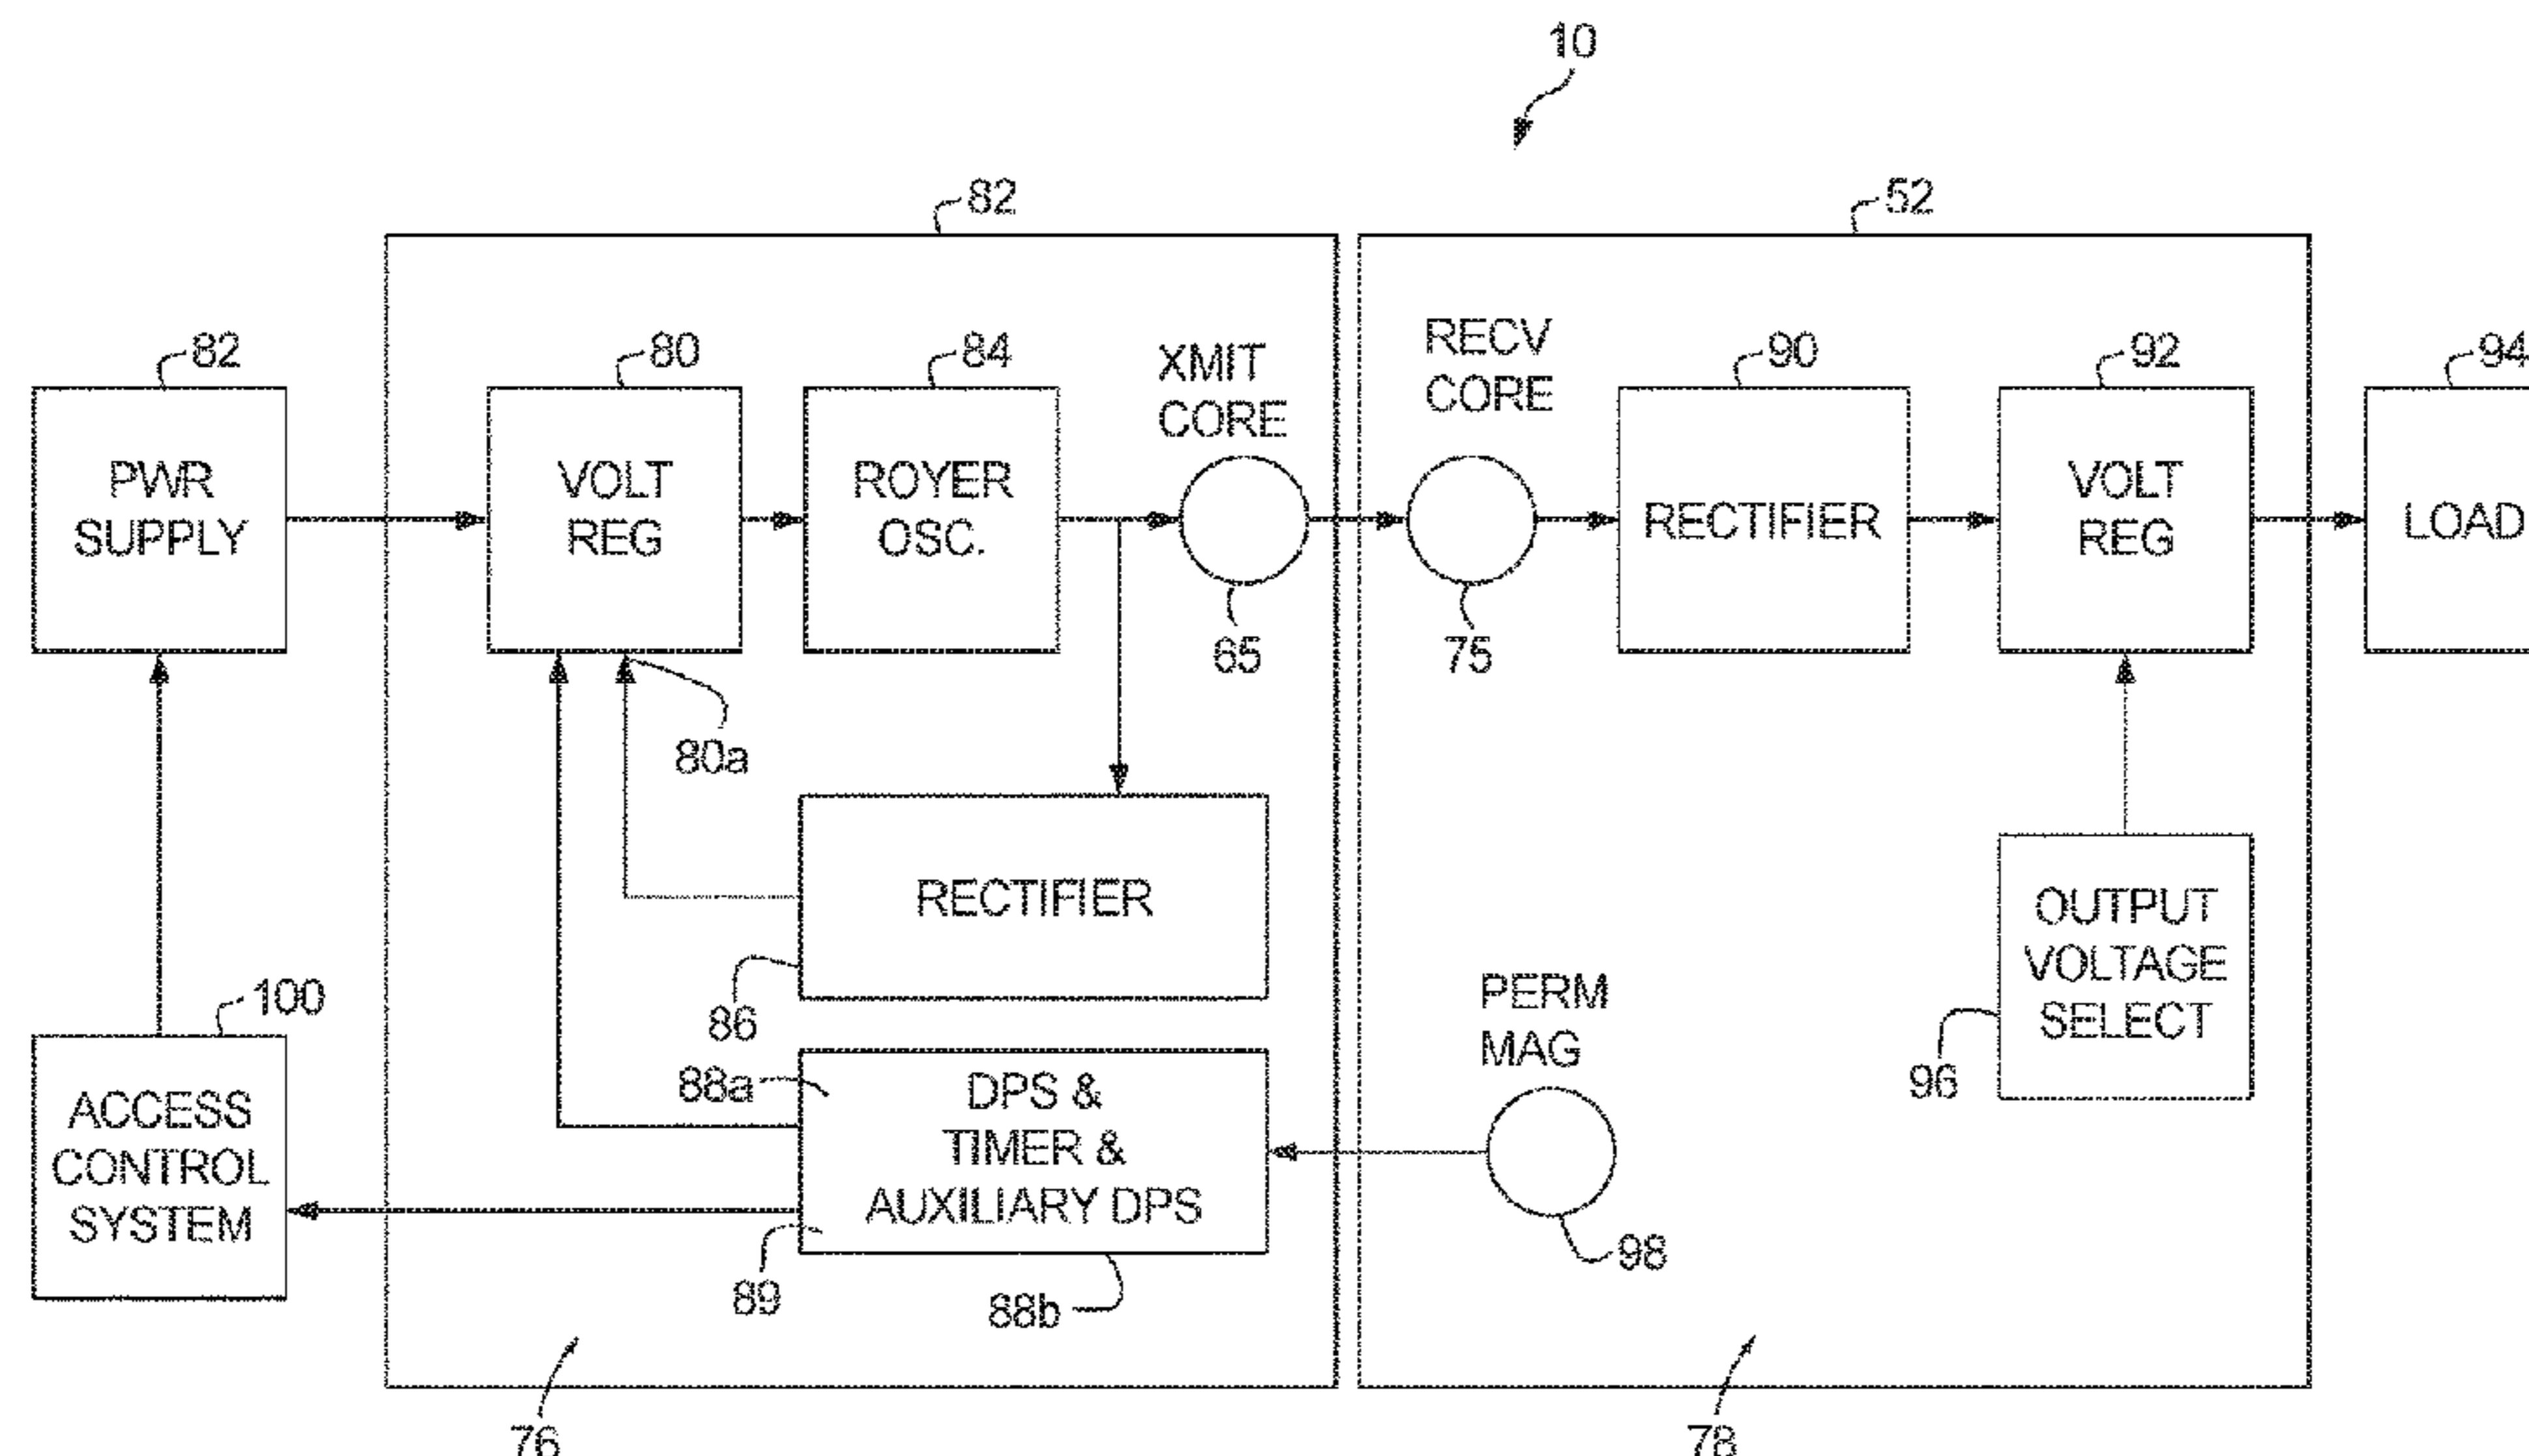 10
82
52
82
80
84
XMIT
CORE
RECV
CORE
90
92
94
PWR
SUPPLY
VOLT
REG
ROYER
OSC.
RECTIFIER
VOLT
REG
LOAD
65
75
80a
RECTIFIER
OUTPUT
VOLTAGE
SELECT
86
96
100
PERM
MAG
88a
DPS &
TIMER &
AUXILIARY DPS
ACCESS
CONTROL
SYSTEM
89
88b
98
76
78